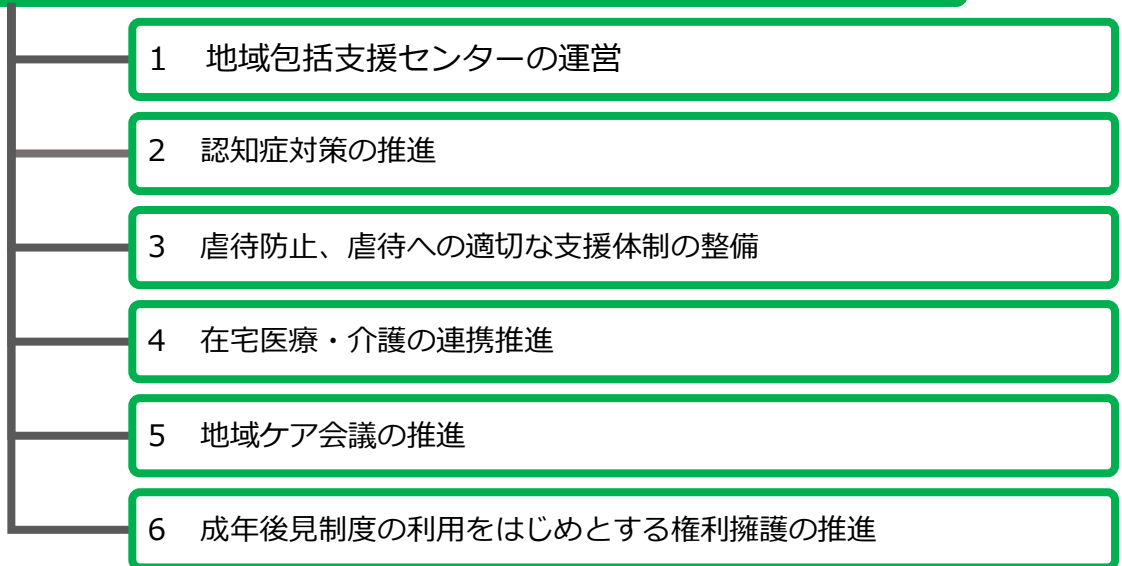 1 地域包括支援センターの運営
2 認知症対策の推進
3 虐待防止、虐待への適切な支援体制の整備
4 在宅医療・介護の連携推進
5 地域ケア会議の推進
6 成年後見制度の利用をはじめとする権利擁護の推進